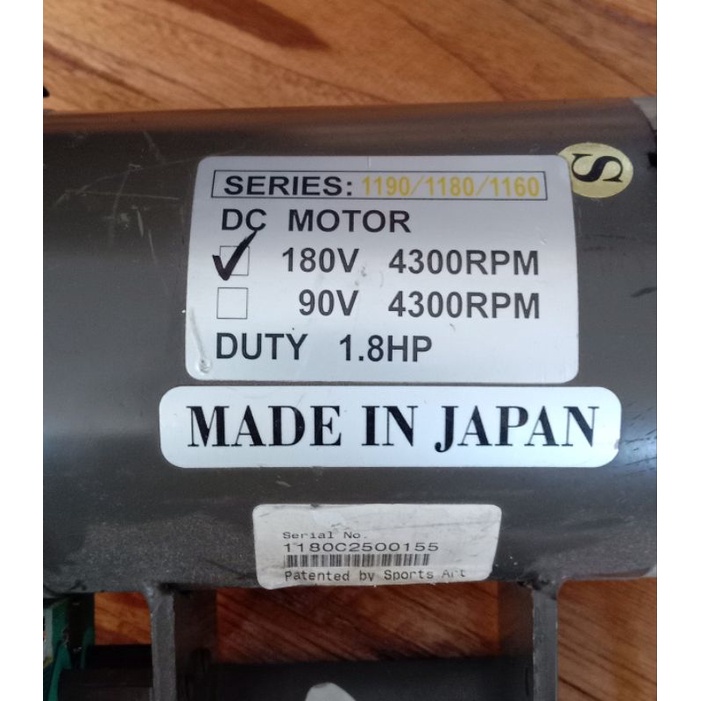 SERIES: 1190/1180/1160
S
DC MOTOR
180V 4300RPM
90V 4300RPM
DUTY 1.8HP
MADE IN JAPAN
Serial No.
1180C2500155
Patented by Sports Art